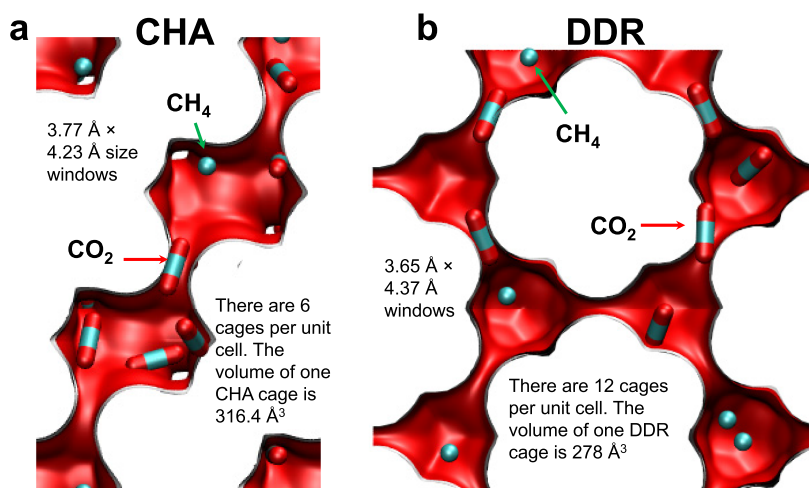 a
CHA
CH4
3.77 Å ×
4.23 Å size
windows
CO2
There are 6
cages per unit
cell. The
volume of one
CHA cage is
316.4 Å3
b
DDR
CH4
CO2
3.65 Å ×
4.37 Å
windows
There are 12 cages
per unit cell. The
volume of one DDR
cage is 278 Å3